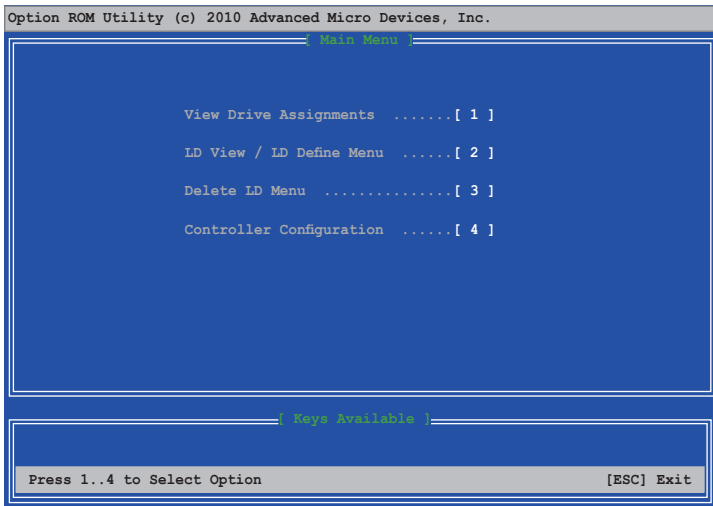 Option ROM Utility (c) 2010 Advanced Micro Devices, Inc.
[ Main Menu ]
View Drive Assignments .......[ 1 ]
LD View / LD Define Menu ......[ 2 ]
Delete LD Menu ...............[ 3 ]
Controller Configuration ......[ 4 ]
[ Keys Available ]
Press 1..4 to Select Option [ESC] Exit